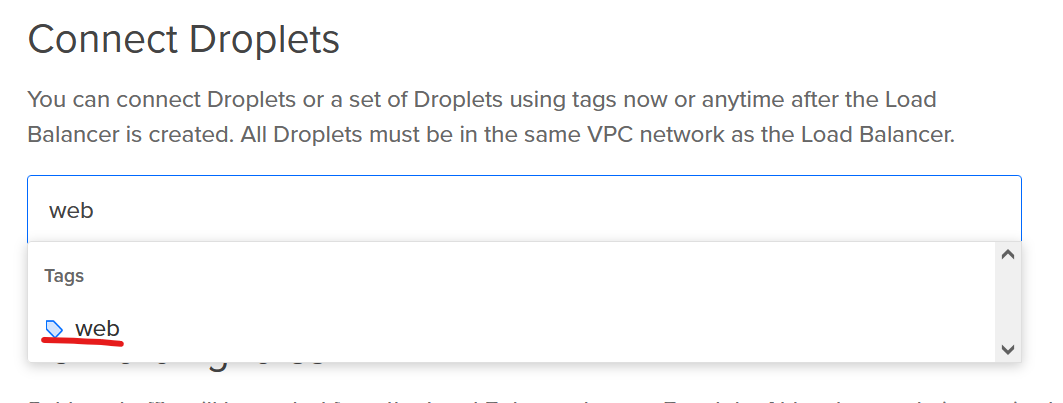 Connect Droplets
You can connect Droplets or a set of Droplets using tags now or anytime after the Load
Balancer is created. All Droplets must be in the same VPC network as the Load Balancer.
web
Tags
web